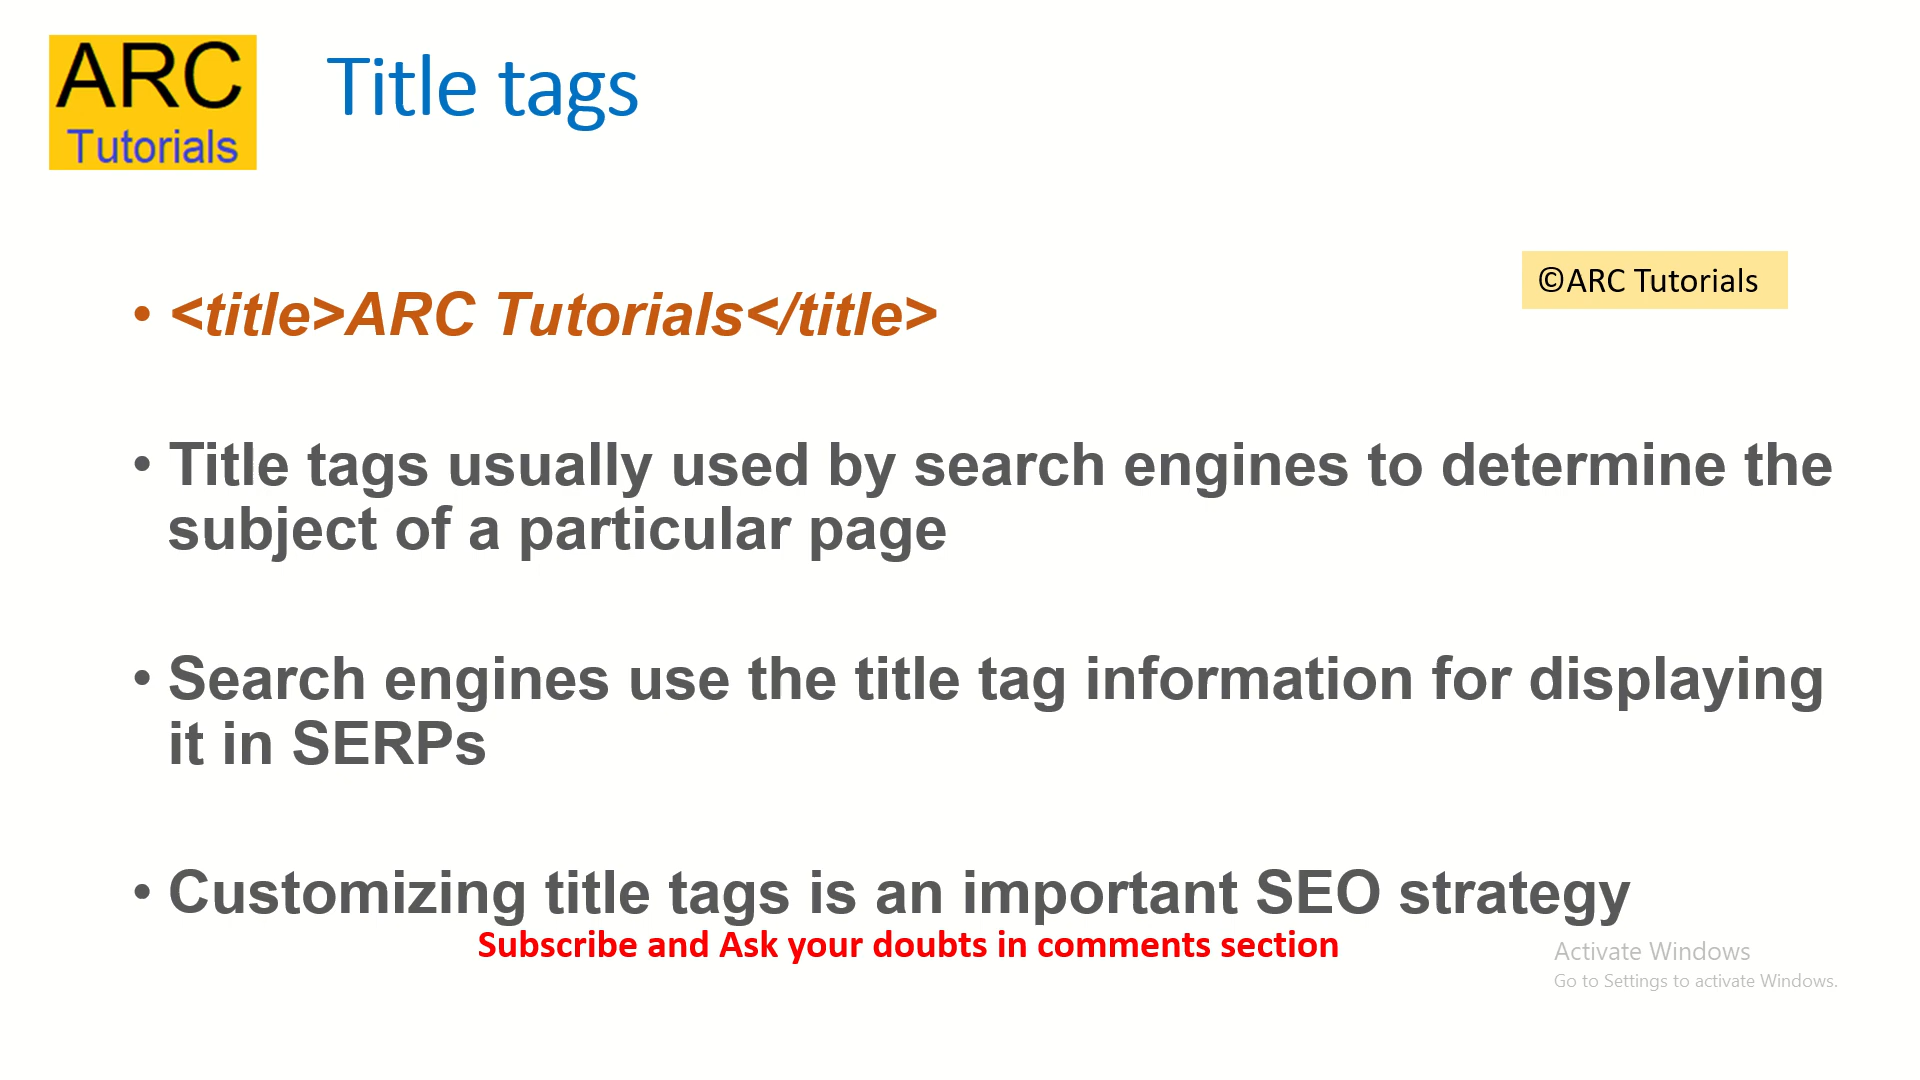 ARC
Tutorials
Title tags
©ARC Tutorials
• <title>ARC Tutorials</title>
• Title tags usually used by search engines to determine the
subject of a particular page
• Search engines use the title tag information for displaying
it in SERPs
• Customizing title tags is an important SEO strategy
Subscribe and Ask your doubts in comments section
Activate Windows
Go to Settings to activate Windows.